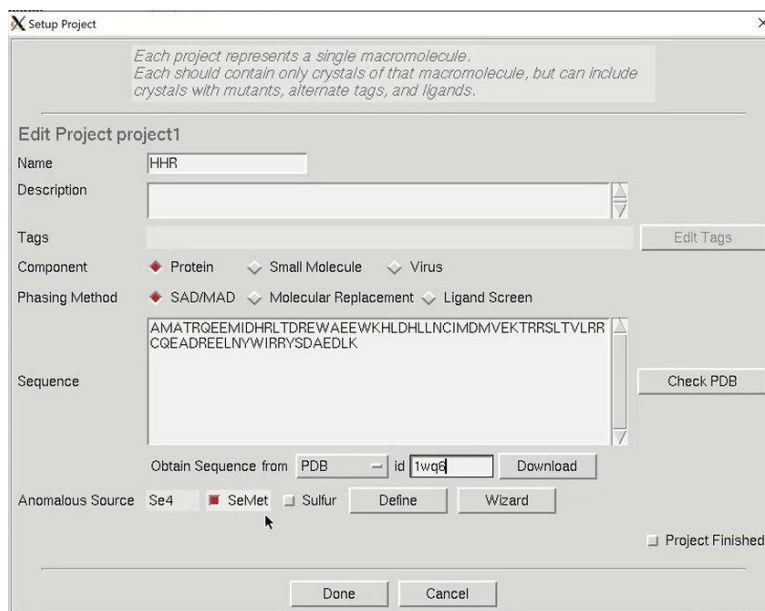 Setup Project
Each project represents a single macromolecule.
Each should contain only crystals of that macromolecule, but can include
crystals with mutants, alternate tags, and ligands.
Edit Project project1
Name HHR
Description
Tags Edit Tags
Component Protein Small Molecule Virus
Phasing Method SAD/MAD Molecular Replacement Ligand Screen
AMATRQEEMIDHRLTDREWAEEWKHLDHLLNCIMDMVEKTRRSLTVLRR
CQEADREELNYWIRRYSDAEDLK
Sequence Check PDB
Obtain Sequence from PDB id 1wq6 Download
Anomalous Source Se4 SeMet Sulfur Define Wizard
Project Finished
Done Cancel